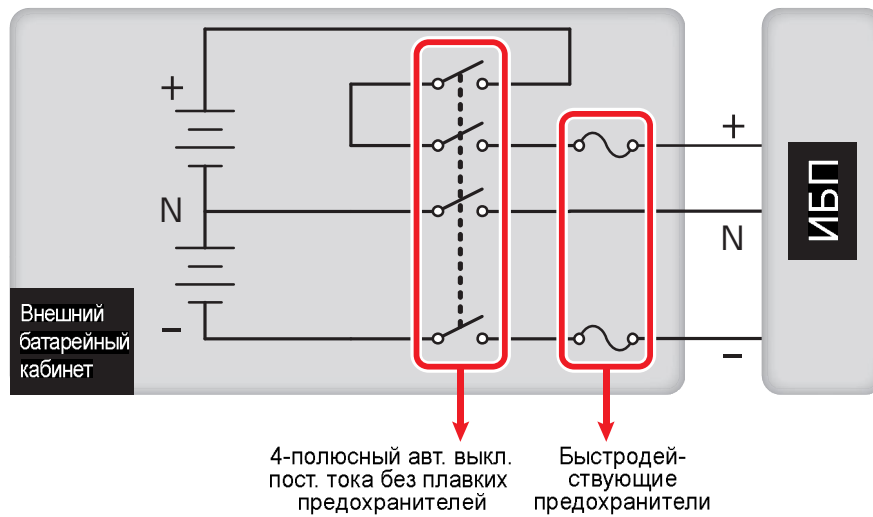 +
+
N
ИБП
N
Внешний
батарейный
кабинет
−
−
4-полюсный авт. выкл.
пост. тока без плавких
предохранителей
Быстродей-
ствующие
предохранители